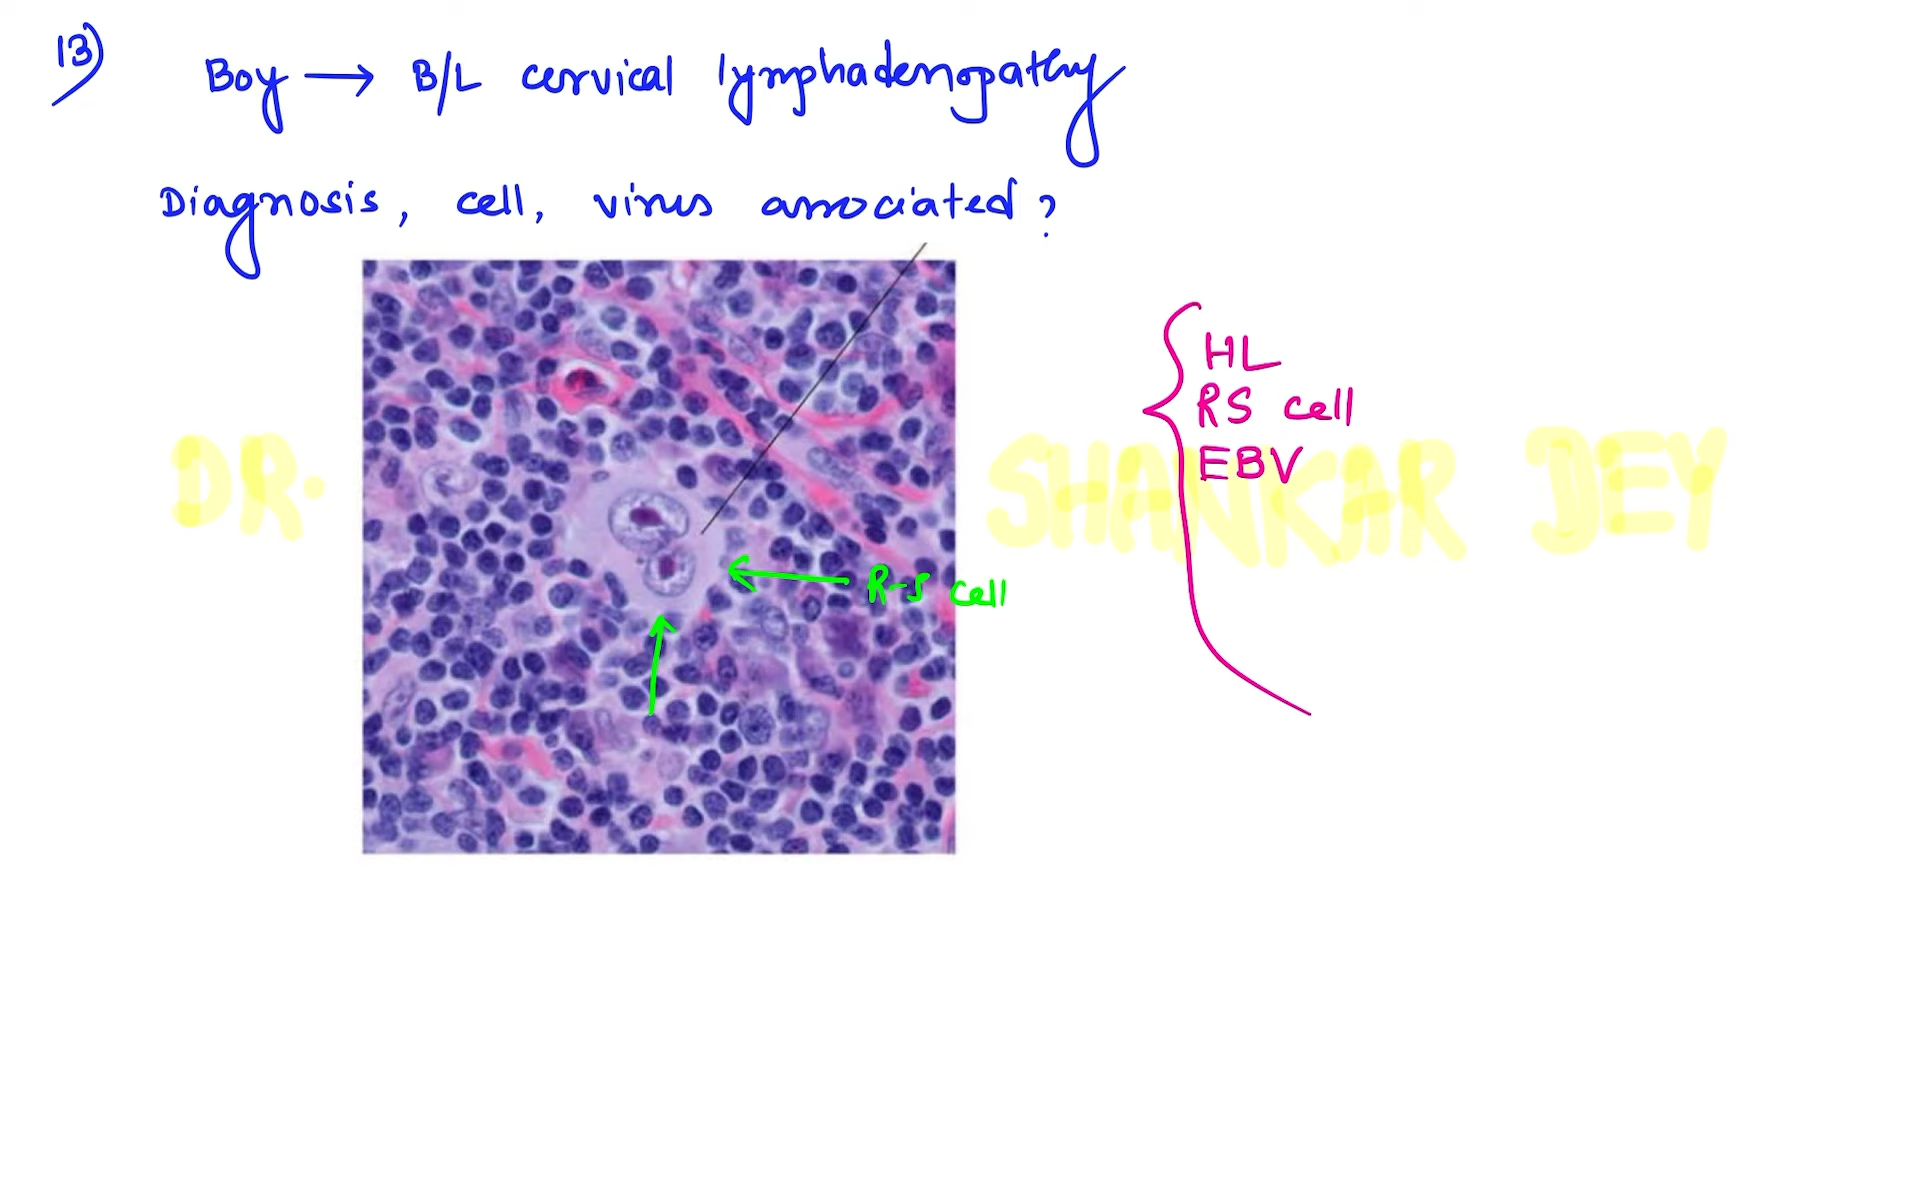 13)
Boy → B/L cervical lymphadenopathy
Diagnosis, cell, virus associated?
HL
RS cell
EBV
DR. SHANKAR DEY
R-S cell